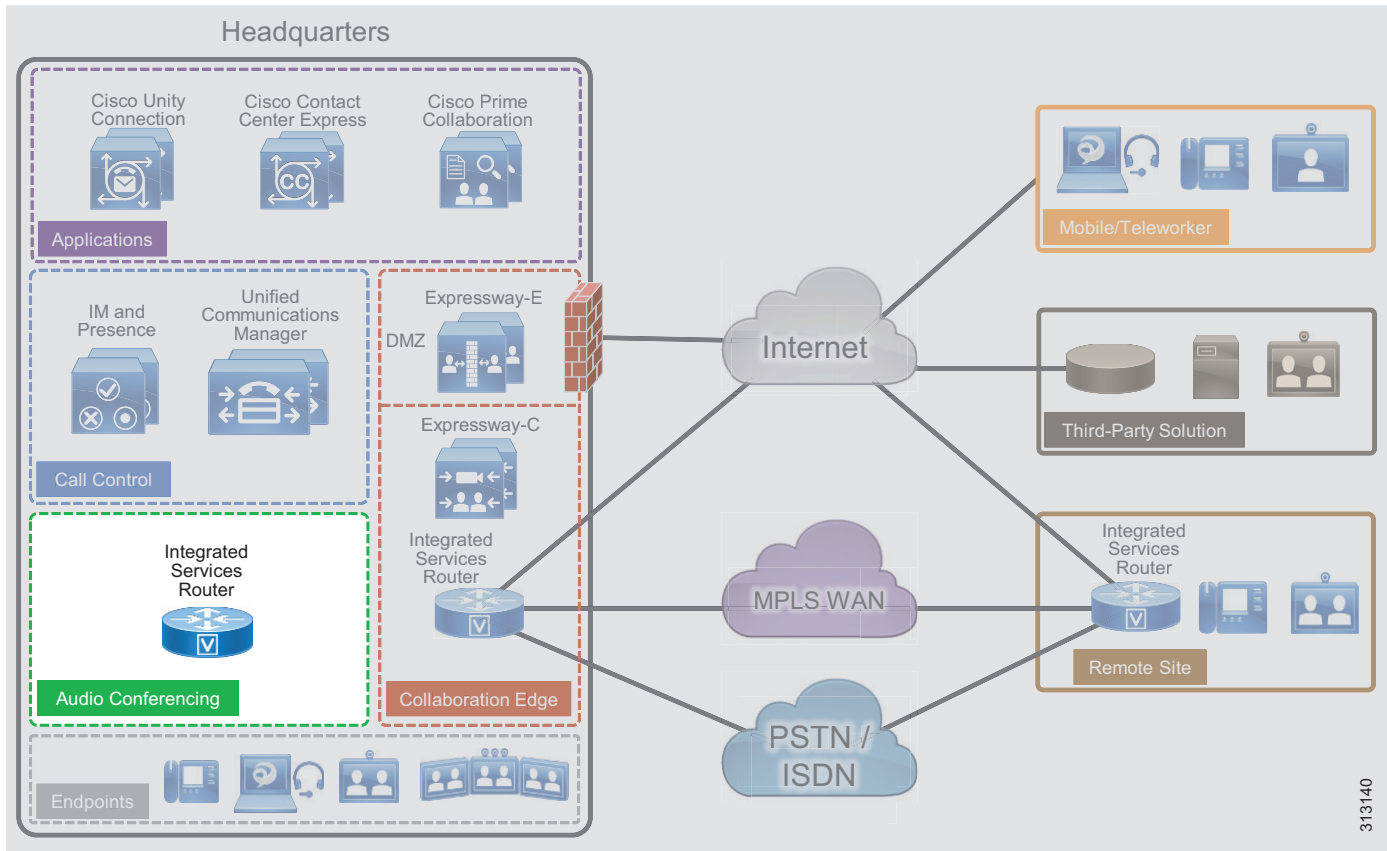 Headquarters
Cisco Unity
Connection
Cisco Contact
Center Express
Cisco Prime
Collaboration
CC
Applications
IM and
Presence
Unified
Communications
Manager
Call Control
Expressway-E
DMZ
Expressway-C
Integrated
Services
Router
V
Collaboration Edge
Integrated
Services
Router
V
Audio Conferencing
Endpoints
Internet
MPLS WAN
PSTN /
ISDN
Mobile/Teleworker
Third-Party Solution
Integrated
Services
Router
V
Remote Site
313140